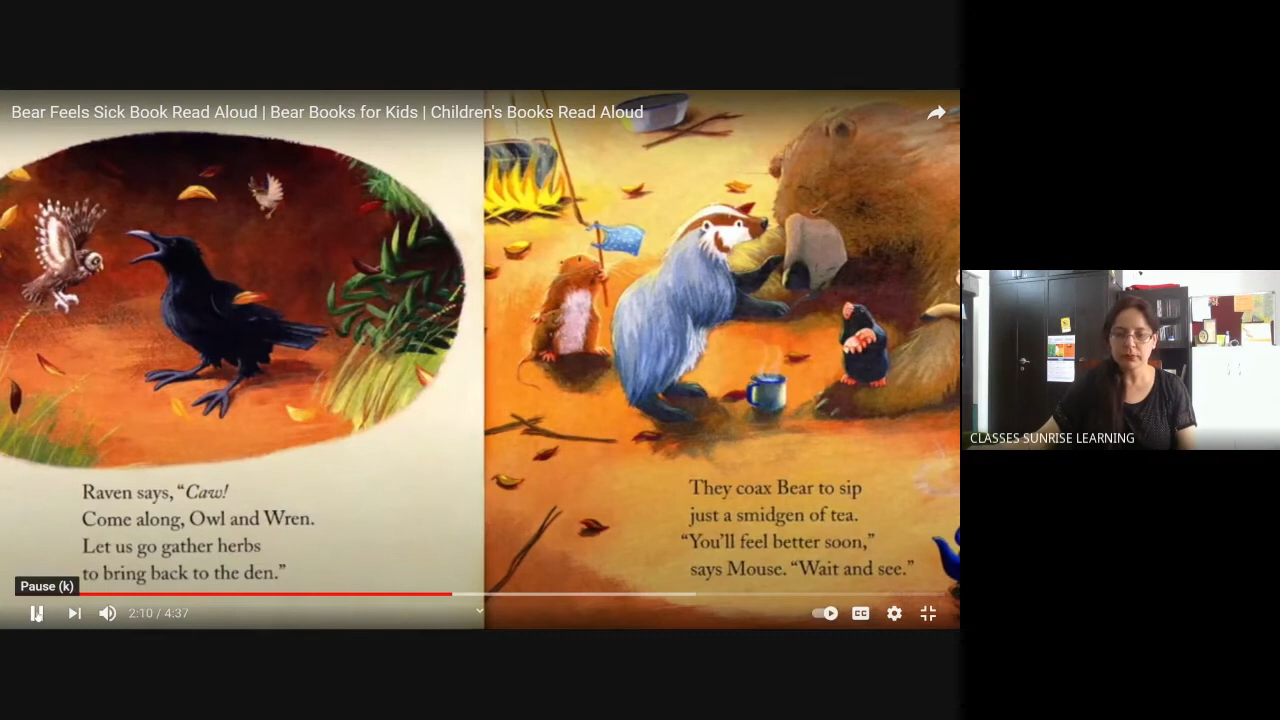 Bear Feels Sick Book Read Aloud | Bear Books for Kids | Children's Books Read Aloud
Raven says, “Caw!
Come along, Owl and Wren.
Let us go gather herbs
to bring back to the den.”
They coax Bear to sip
just a smidgen of tea.
“You’ll feel better soon,”
says Mouse. “Wait and see.”
Pause (k)
2:10 / 4:37
CC
CLASSES SUNRISE LEARNING